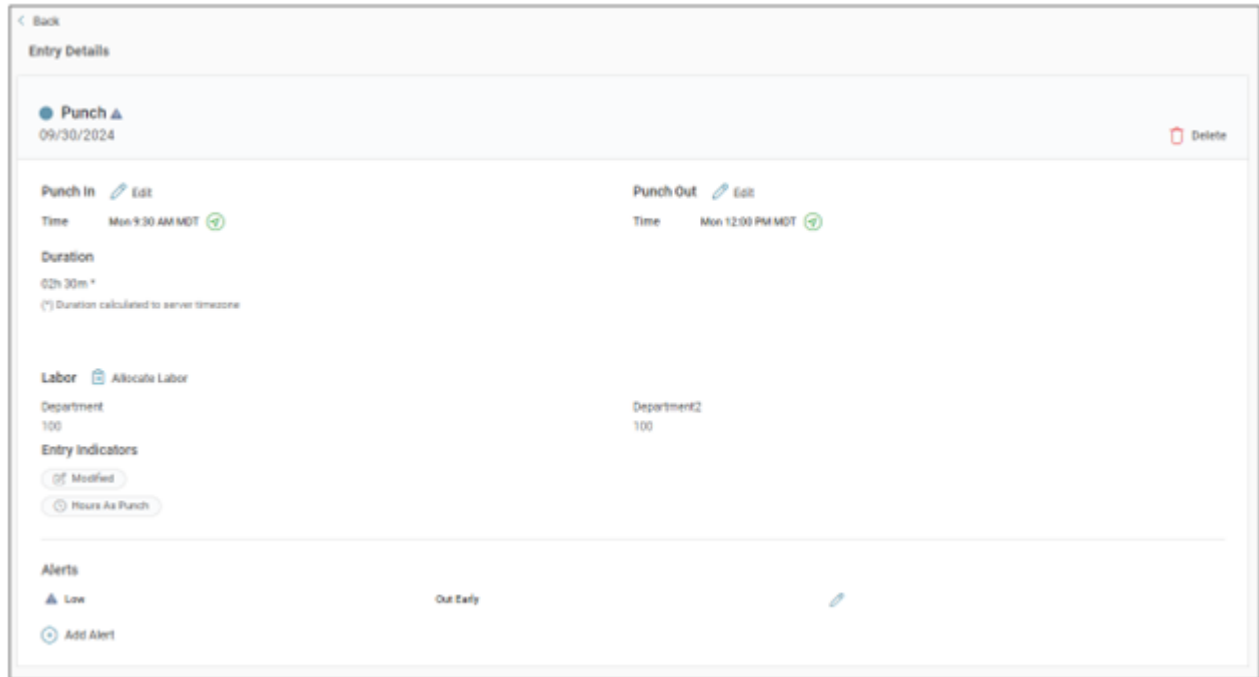 Back
Entry Details
Punch
09/30/2024
Delete
Punch In Edit
Punch Out Edit
Time Mon 9:30 AM MDT
Time Mon 12:00 PM MDT
Duration
02h 30m *
(*) Duration calculated to server timezone
Labor Allocate Labor
Department
100
Department2
100
Entry Indicators
Modified
Hours As Punch
Alerts
Low Out Early
Add Alert